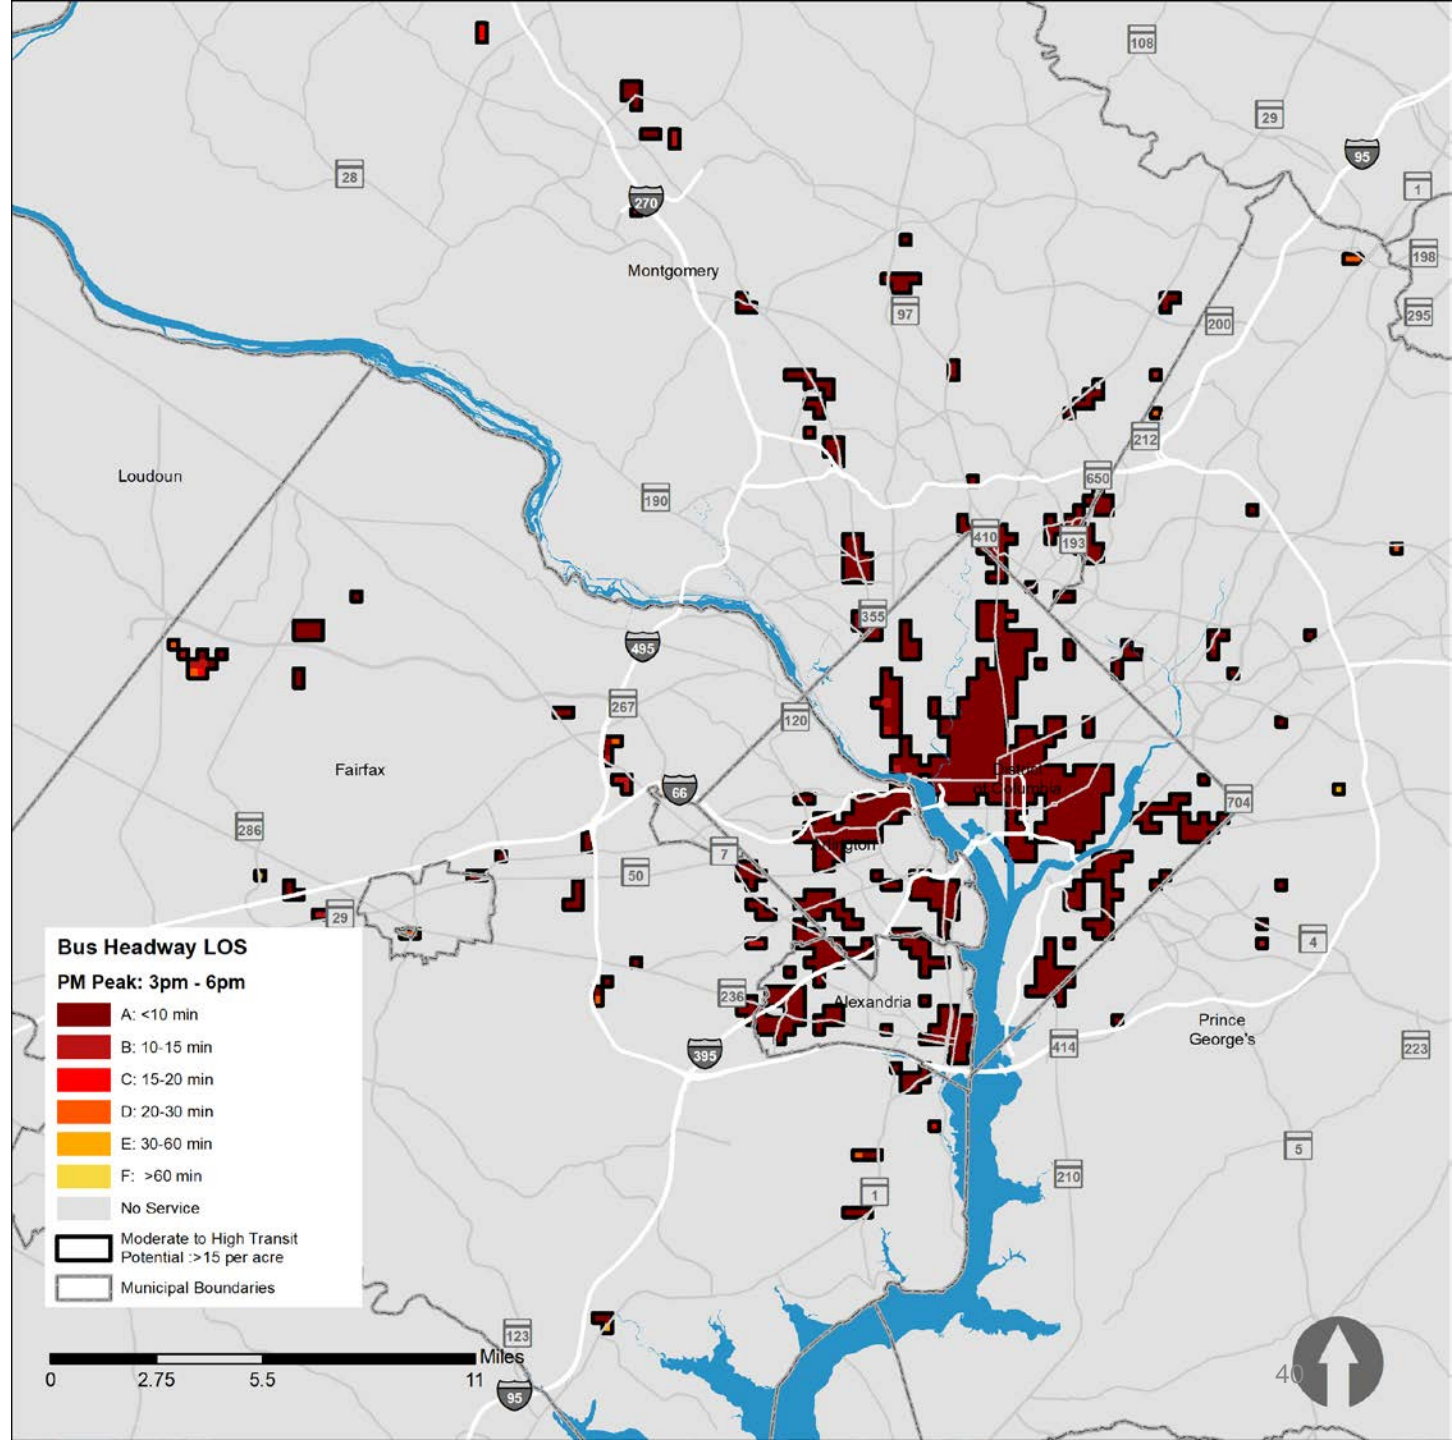 108
29
95
1
28
270
198
Montgomery
97
200
295
212
Loudoun
650
190
410
193
355
495
267
120
Fairfax
District
of Columbia
66
704
286
Arlington
7
50
29
4
236
Alexandria
Prince
George's
395
414
223
5
210
1
Bus Headway LOS
PM Peak: 3pm - 6pm
A: <10 min
B: 10-15 min
C: 15-20 min
D: 20-30 min
E: 30-60 min
F: >60 min
No Service
Moderate to High Transit
Potential :>15 per acre
Municipal Boundaries
123
Miles
0 2.75 5.5 11
95
40